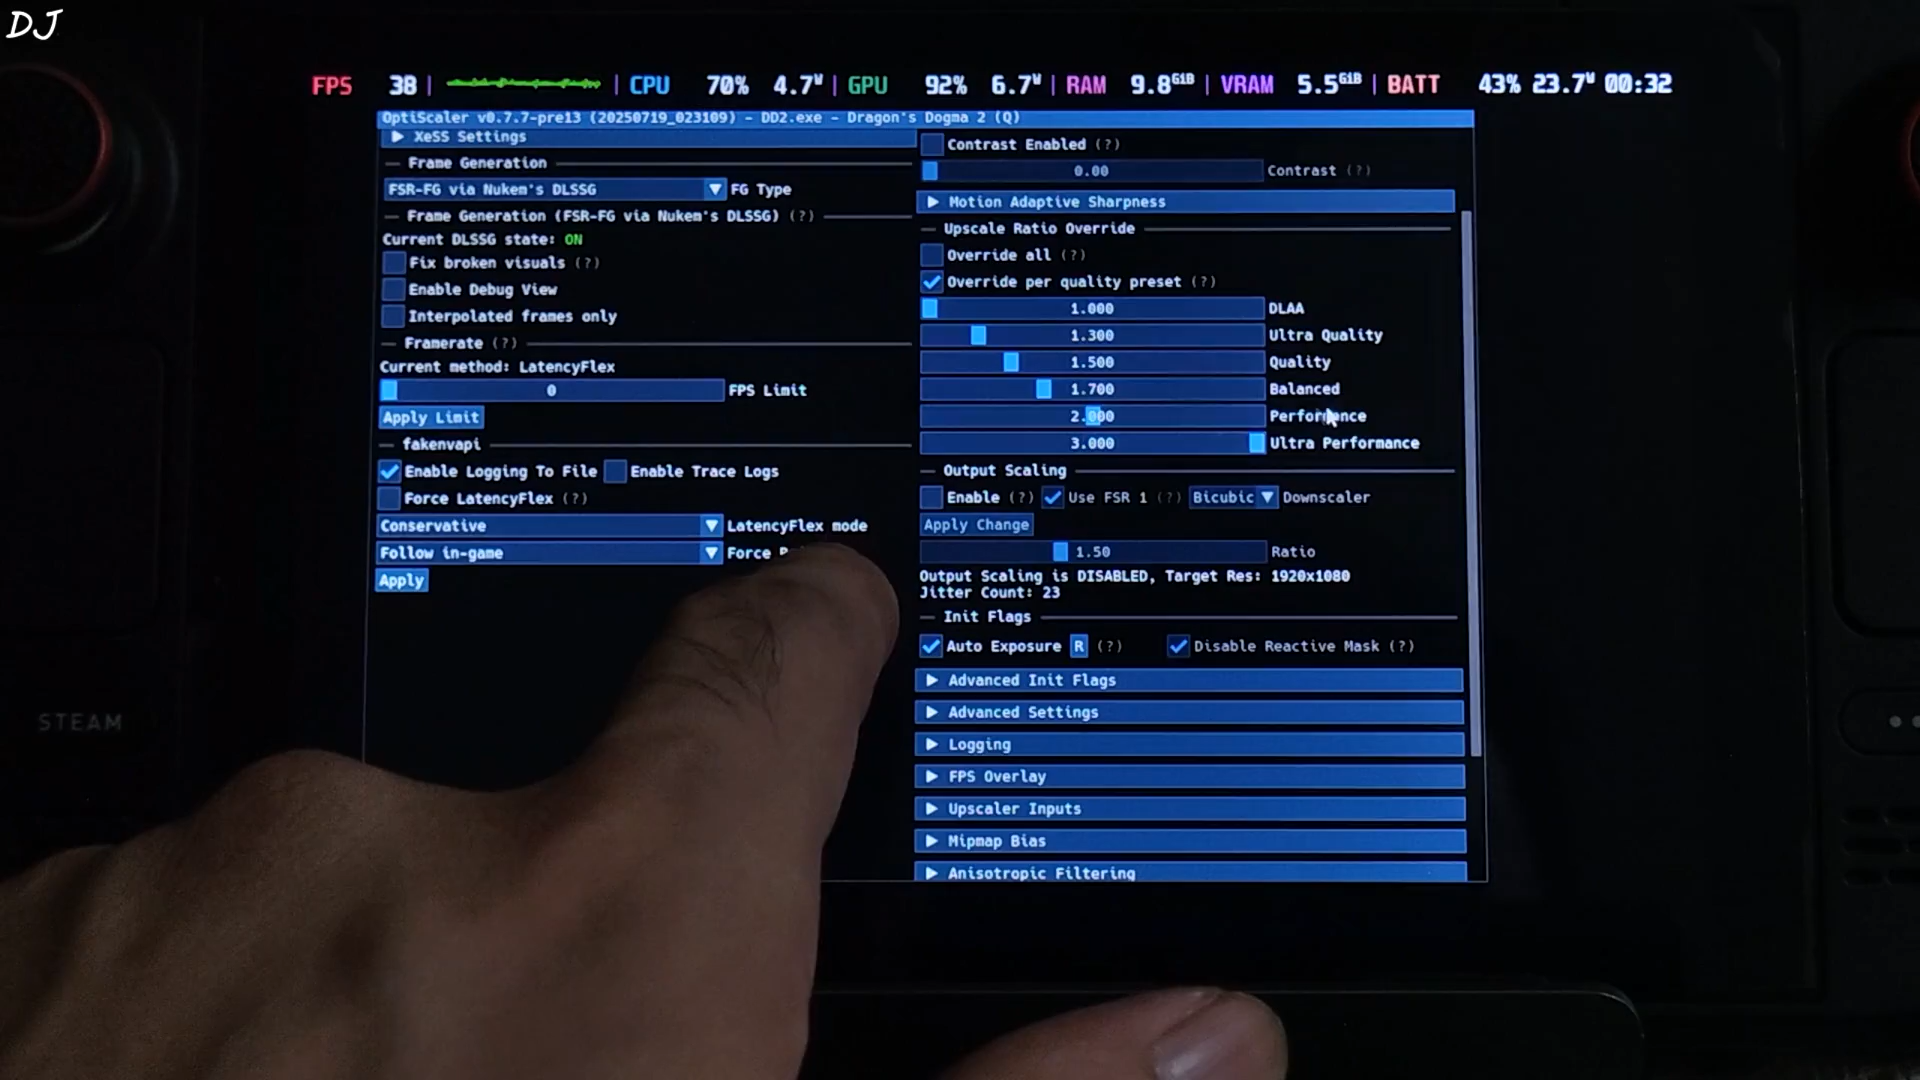 DJ
FPS 38 | | CPU 70% 4.7W | GPU 92% 6.7W | RAM 9.8GiB | VRAM 5.5GiB | BATT 43% 23.7W 00:32
OptiScaler v0.7.7-pre13 (20250719_023109) - DD2.exe - Dragon's Dogma 2 (Q)
XeSS Settings
Frame Generation
FSR-FG via Nukem's DLSSG FG Type
Frame Generation (FSR-FG via Nukem's DLSSG) (?)
Current DLSSG state: ON
Fix broken visuals (?)
Enable Debug View
Interpolated frames only
Framerate (?)
Current method: LatencyFlex
0 FPS Limit
Apply Limit
fakenvapi
Enable Logging To File Enable Trace Logs
Force LatencyFlex (?)
Conservative LatencyFlex mode
Follow in-game Force
Apply
Contrast Enabled (?)
0.00 Contrast (?)
Motion Adaptive Sharpness
Upscale Ratio Override
Override all (?)
Override per quality preset (?)
1.000 DLAA
1.300 Ultra Quality
1.500 Quality
1.700 Balanced
2.000 Performance
3.000 Ultra Performance
Output Scaling
Enable (?) Use FSR 1 (?) Bicubic Downscaler
Apply Change
1.50 Ratio
Output Scaling is DISABLED, Target Res: 1920x1080
Jitter Count: 23
Init Flags
Auto Exposure R (?) Disable Reactive Mask (?)
Advanced Init Flags
Advanced Settings
Logging
FPS Overlay
Upscaler Inputs
Mipmap Bias
Anisotropic Filtering
STEAM